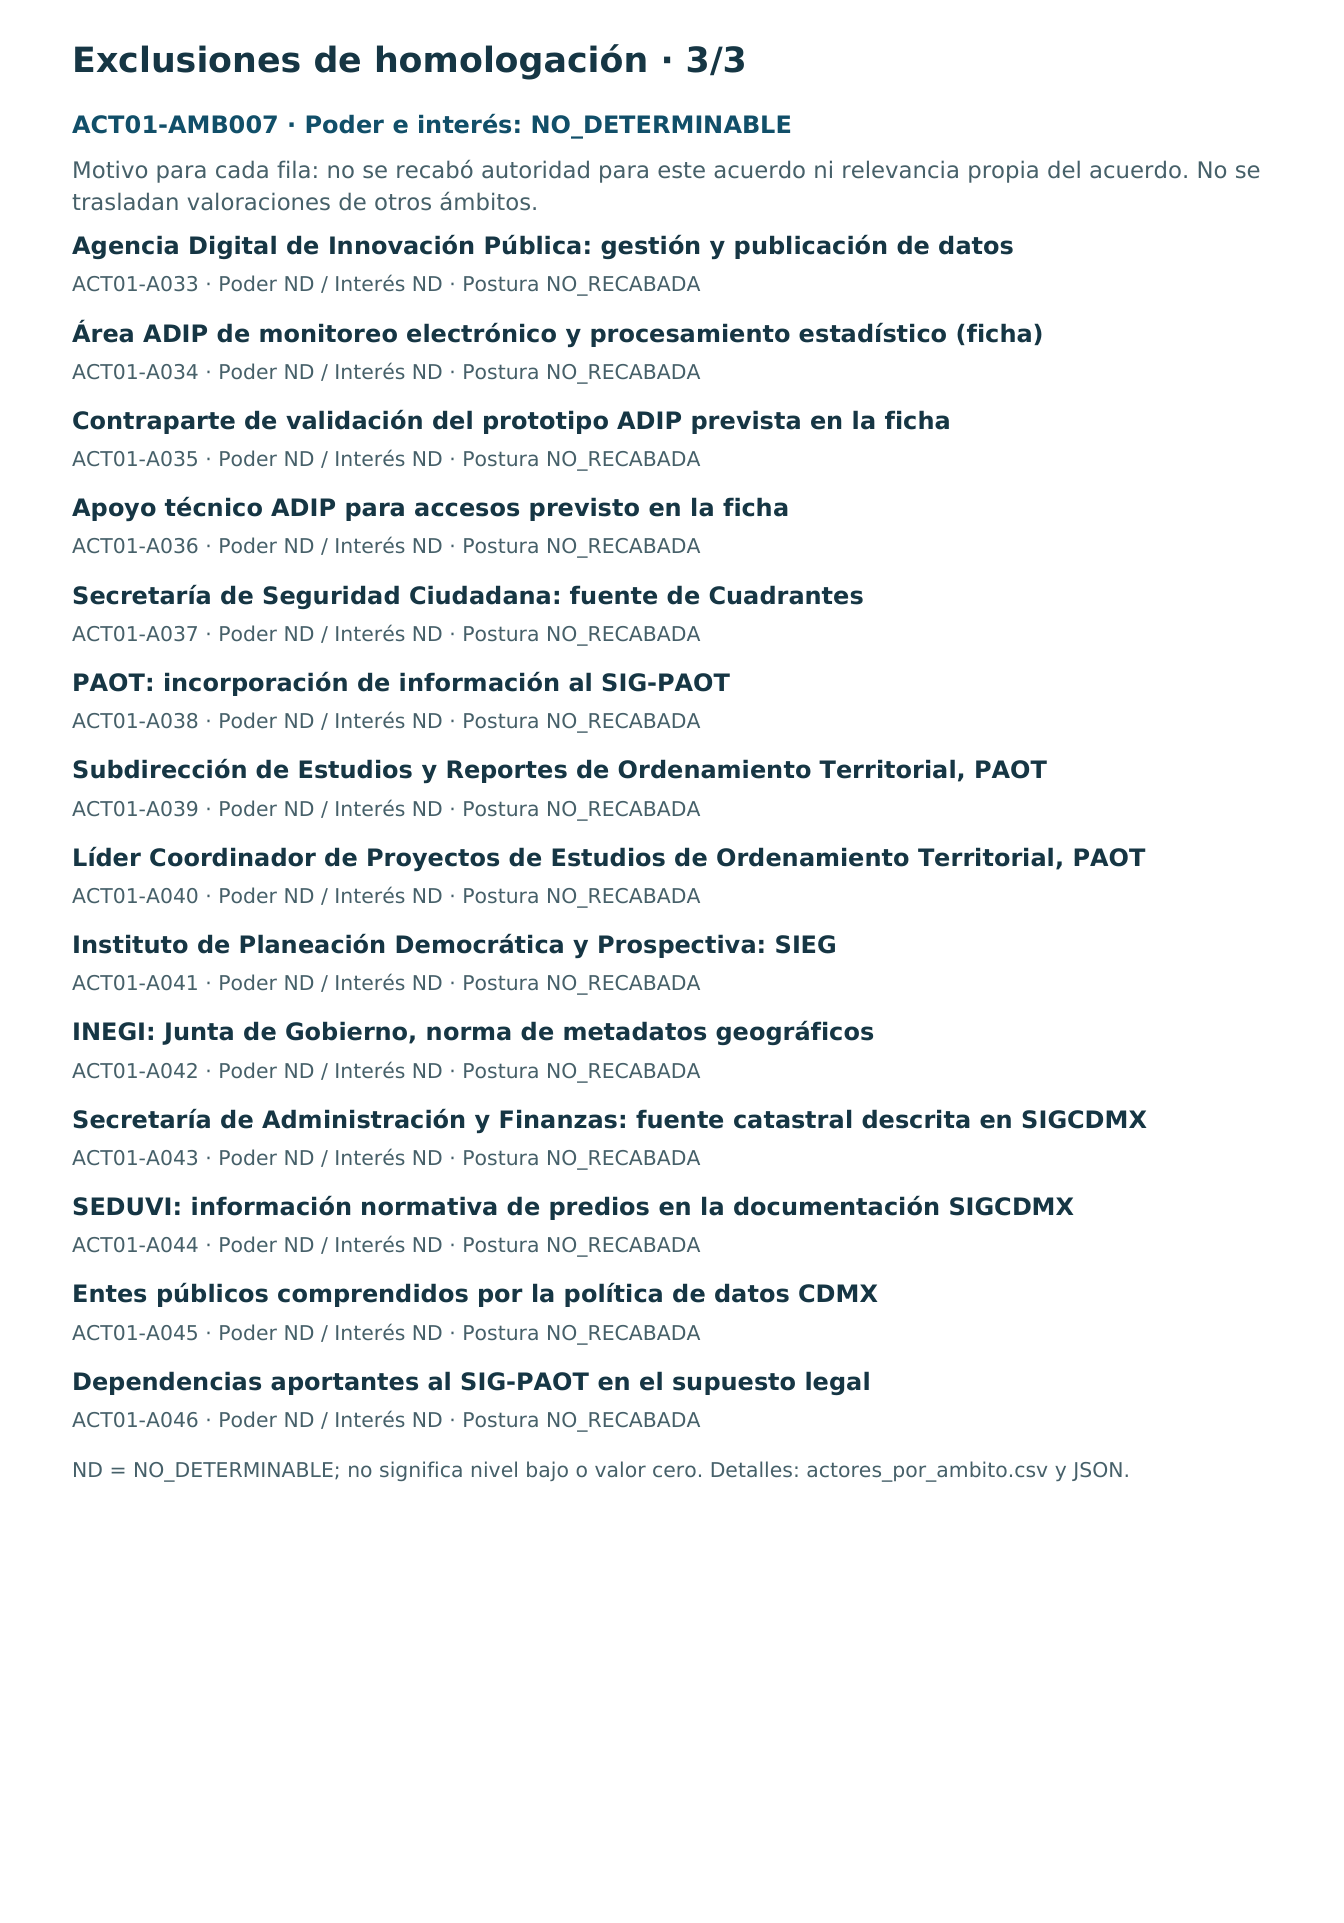 Exclusiones de homologación · 3/3
ACT01-AMB007 · Poder e interés: NO_DETERMINABLE
Motivo para cada fila: no se recabó autoridad para este acuerdo ni relevancia propia del acuerdo. No se
trasladan valoraciones de otros ámbitos.
Agencia Digital de Innovación Pública: gestión y publicación de datos
ACT01-A033 · Poder ND / Interés ND · Postura NO_RECABADA
Área ADIP de monitoreo electrónico y procesamiento estadístico (ficha)
ACT01-A034 · Poder ND / Interés ND · Postura NO_RECABADA
Contraparte de validación del prototipo ADIP prevista en la ficha
ACT01-A035 · Poder ND / Interés ND · Postura NO_RECABADA
Apoyo técnico ADIP para accesos previsto en la ficha
ACT01-A036 · Poder ND / Interés ND · Postura NO_RECABADA
Secretaría de Seguridad Ciudadana: fuente de Cuadrantes
ACT01-A037 · Poder ND / Interés ND · Postura NO_RECABADA
PAOT: incorporación de información al SIG-PAOT
ACT01-A038 · Poder ND / Interés ND · Postura NO_RECABADA
Subdirección de Estudios y Reportes de Ordenamiento Territorial, PAOT
ACT01-A039 · Poder ND / Interés ND · Postura NO_RECABADA
Líder Coordinador de Proyectos de Estudios de Ordenamiento Territorial, PAOT
ACT01-A040 · Poder ND / Interés ND · Postura NO_RECABADA
Instituto de Planeación Democrática y Prospectiva: SIEG
ACT01-A041 · Poder ND / Interés ND · Postura NO_RECABADA
INEGI: Junta de Gobierno, norma de metadatos geográficos
ACT01-A042 · Poder ND / Interés ND · Postura NO_RECABADA
Secretaría de Administración y Finanzas: fuente catastral descrita en SIGCDMX
ACT01-A043 · Poder ND / Interés ND · Postura NO_RECABADA
SEDUVI: información normativa de predios en la documentación SIGCDMX
ACT01-A044 · Poder ND / Interés ND · Postura NO_RECABADA
Entes públicos comprendidos por la política de datos CDMX
ACT01-A045 · Poder ND / Interés ND · Postura NO_RECABADA
Dependencias aportantes al SIG-PAOT en el supuesto legal
ACT01-A046 · Poder ND / Interés ND · Postura NO_RECABADA
ND = NO_DETERMINABLE; no significa nivel bajo o valor cero. Detalles: actores_por_ambito.csv y JSON.